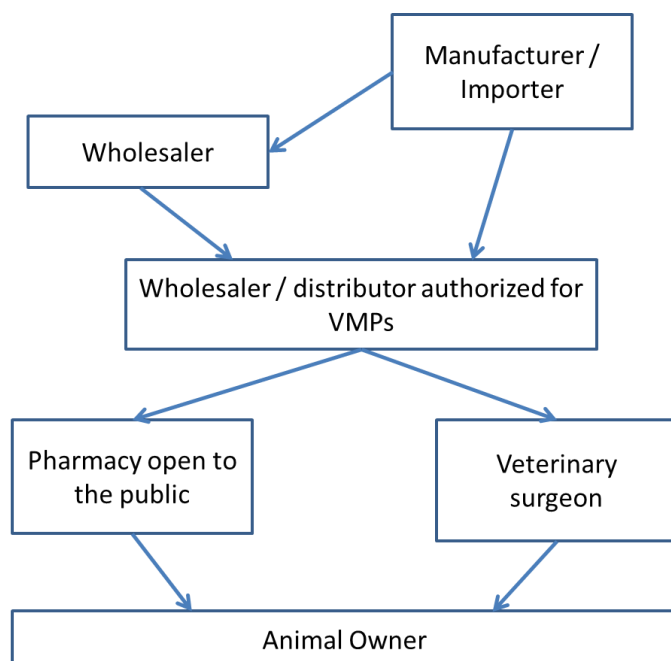 Manufacturer /
Importer
Wholesaler
Wholesaler / distributor authorized for
VMPs
Pharmacy open to
the public
Veterinary
surgeon
Animal Owner